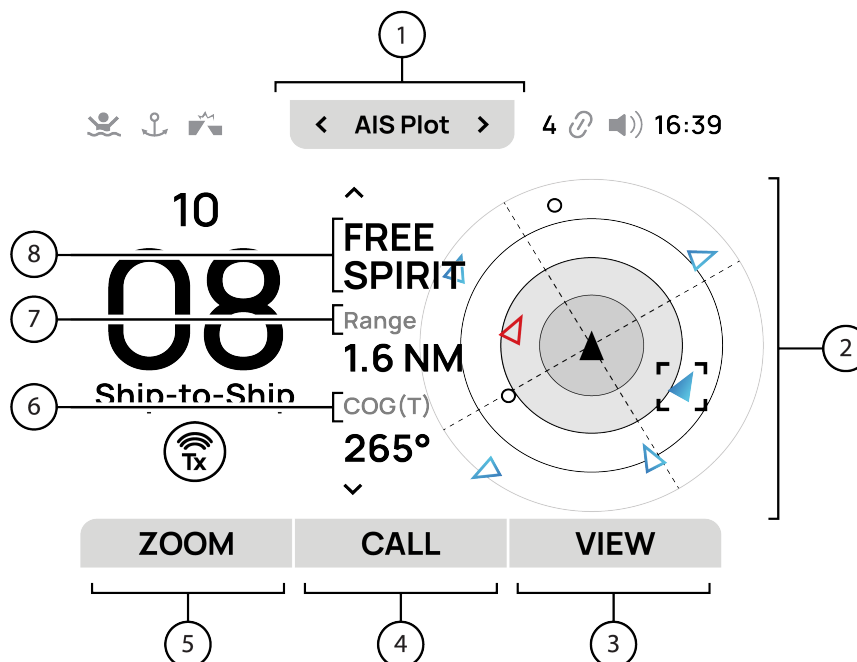 1
< AIS Plot >
4 16:39
10
08
Ship-to-Ship
Tx
FREE
SPIRIT
Range
1.6 NM
COG(T)
265°
8
7
6
2
ZOOM CALL VIEW
5 4 3